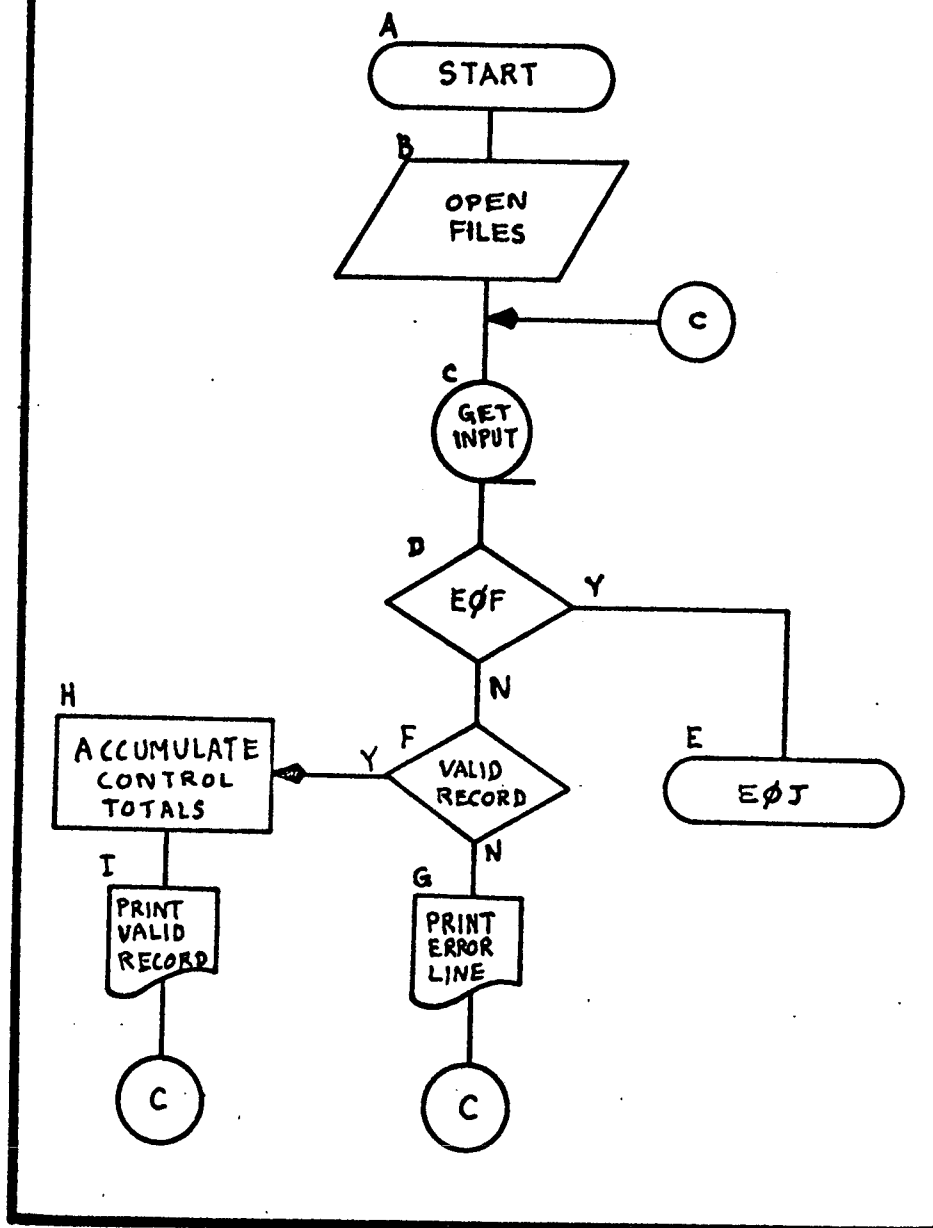 A
START
B
OPEN
FILES
C
C
GET
INPUT
D
EØF
Y
N
H
ACCUMULATE
CONTROL
TOTALS
Y
F
VALID
RECORD
E
EØJ
N
I
PRINT
VALID
RECORD
G
PRINT
ERROR
LINE
C
C